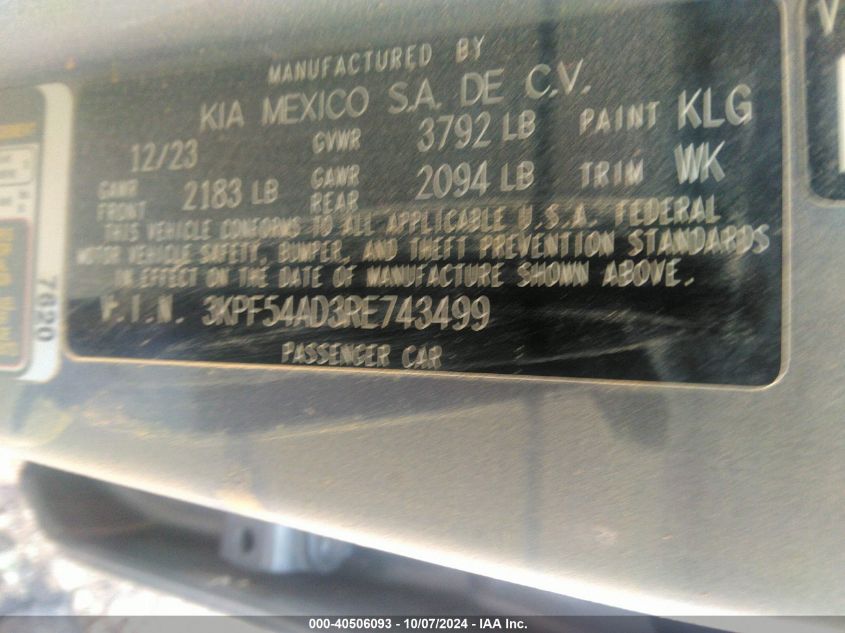 MANUFACTURED BY
KIA MEXICO S.A. DE C.V.
12/23 GVWR 3792 LB PAINT KLG
GAWR FRONT 2183 LB GAWR REAR 2094 LB TRIM WK
THIS VEHICLE CONFORMS TO ALL APPLICABLE U.S.A. FEDERAL
MOTOR VEHICLE SAFETY, BUMPER, AND THEFT PREVENTION STANDARDS
IN EFFECT ON THE DATE OF MANUFACTURE SHOWN ABOVE.
V.I.N. 3KPF54AD3RE743499
PASSENGER CAR
7620
V
000-40506093 - 10/07/2024 - IAA Inc.